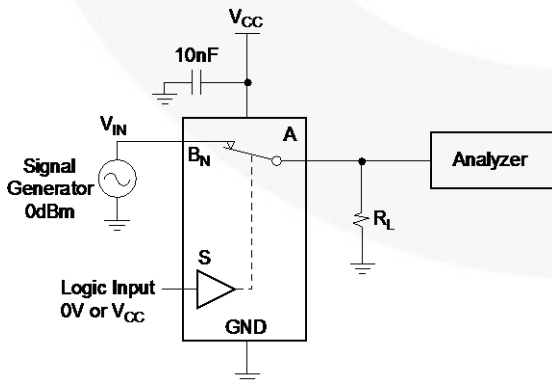 VCC
10nF
VIN
A
BN
Analyzer
Signal
Generator
0dBm
RL
S
Logic Input
0V or VCC
GND